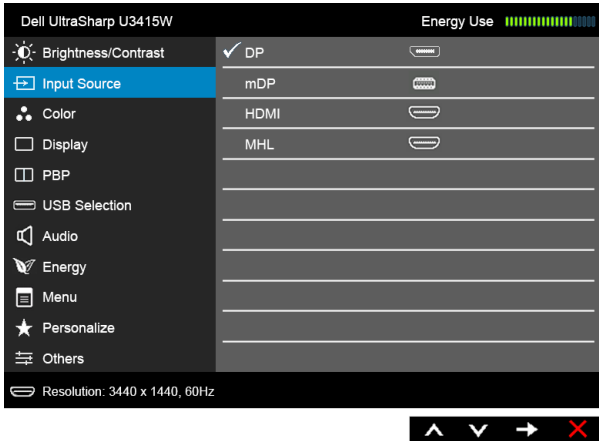 Dell UltraSharp U3415W Energy Use
Brightness/Contrast DP
Input Source mDP
Color HDMI
Display MHL
PBP
USB Selection
Audio
Energy
Menu
Personalize
Others
Resolution: 3440 x 1440, 60Hz